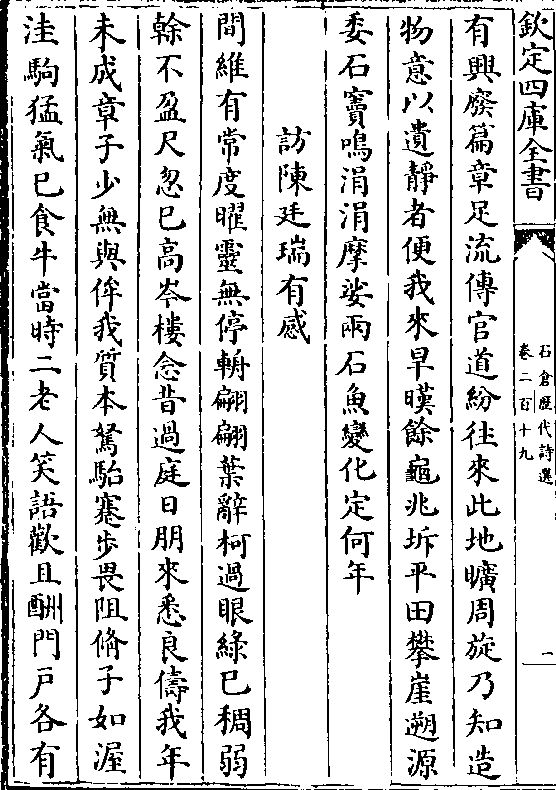 欽定四庫全書
石倉歷代詩選
卷二百十九
一
有興廢篇章足流傳官道紛往來此地曠周旋乃知造
物意以遺靜者便我來早暵餘龜兆坼平田攀崖遡源
委石竇鳴涓涓摩挲兩石魚變化定何年
訪陳廷瑞有感
間維有常度曜靈無停輈翩翩葉辭柯過眼綠已稠弱
榦不盈尺忽已高岑樓念昔過庭日朋來悉良儔我年
未成章子少無與侔我質本駑駘蹇步畏阻脩子如渥
洼駒猛氣已食牛當時二老人笑語歡且酬門戶各有